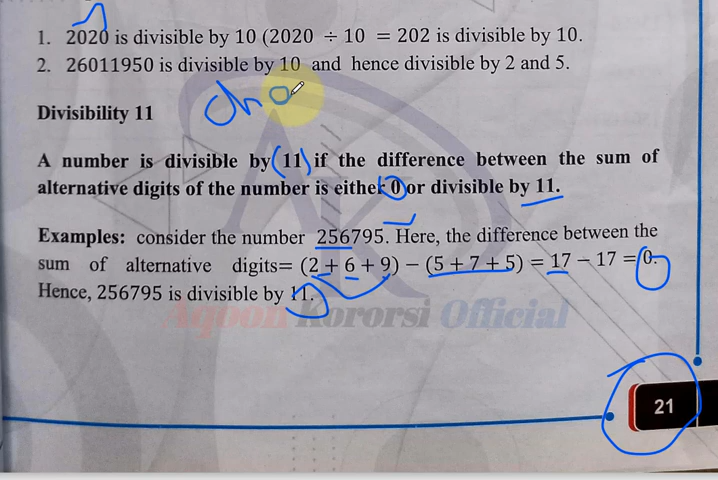 1. 2020 is divisible by 10 (2020 ÷ 10 = 202 is divisible by 10.
2. 26011950 is divisible by 10 and hence divisible by 2 and 5.
Divisibility 11
A number is divisible by (11) if the difference between the sum of
alternative digits of the number is either 0 or divisible by 11.
Examples: consider the number 256795. Here, the difference between the
sum of alternative digits= (2 + 6 + 9) − (5 + 7 + 5) = 17 − 17 = 0.
Hence, 256795 is divisible by 11.
Aqoon Kororsi Official
21